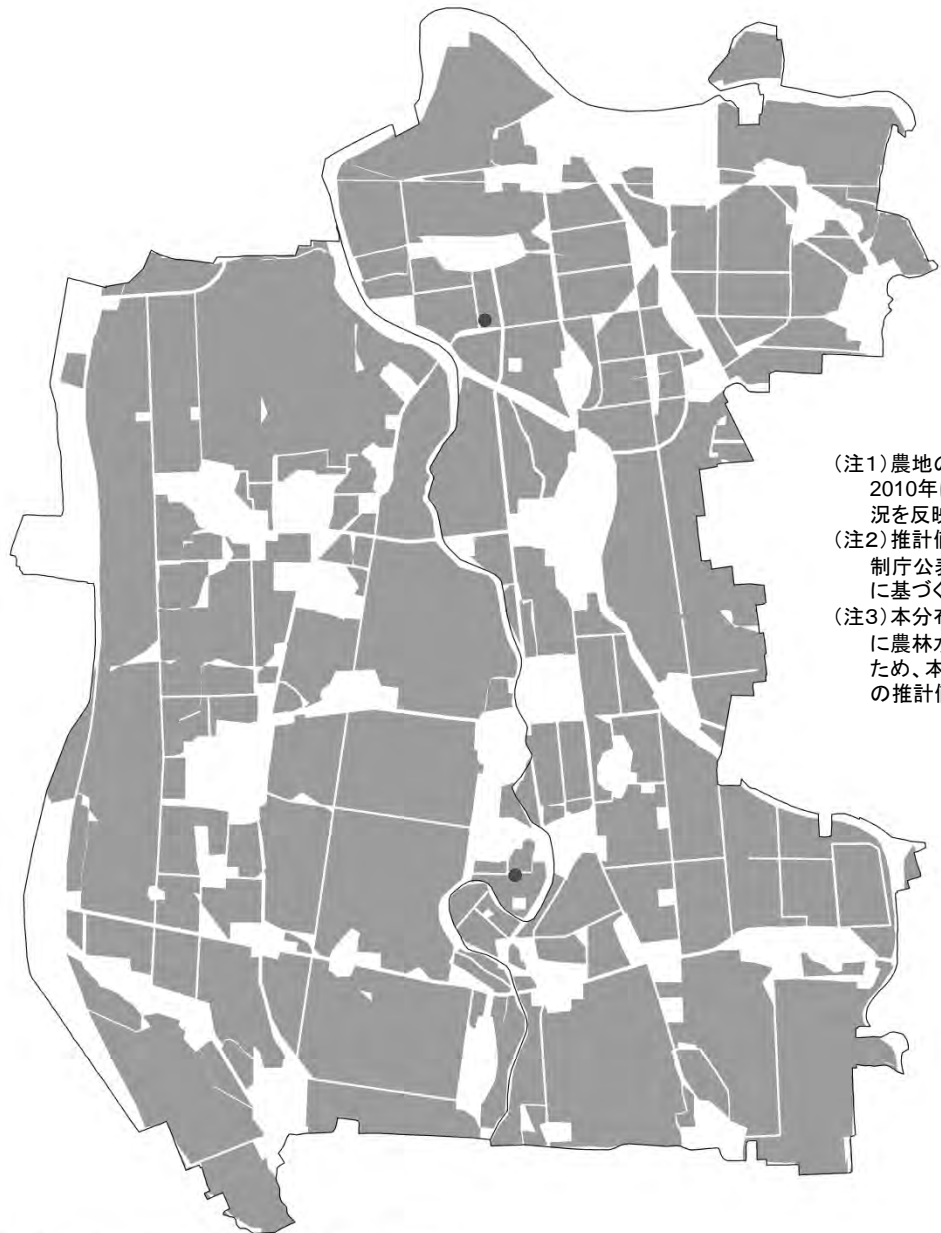 （注1）農地の
2010年に
況を反映
（注2）推計値
制庁公表
に基づく
（注3）本分布
に農林水
ため、本
の推計値